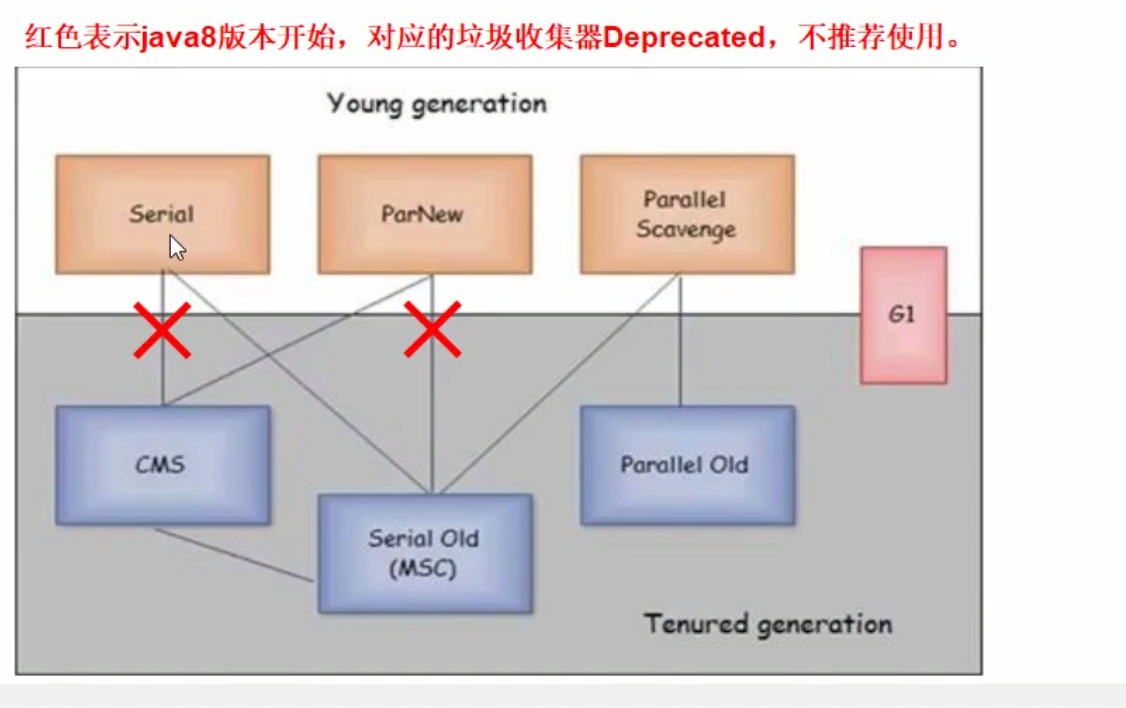 红色表示java8版本开始，对应的垃圾收集器Deprecated，不推荐使用。
Young generation
Serial
ParNew
Parallel
Scavenge
G1
CMS
Parallel Old
Serial Old
(MSC)
Tenured generation